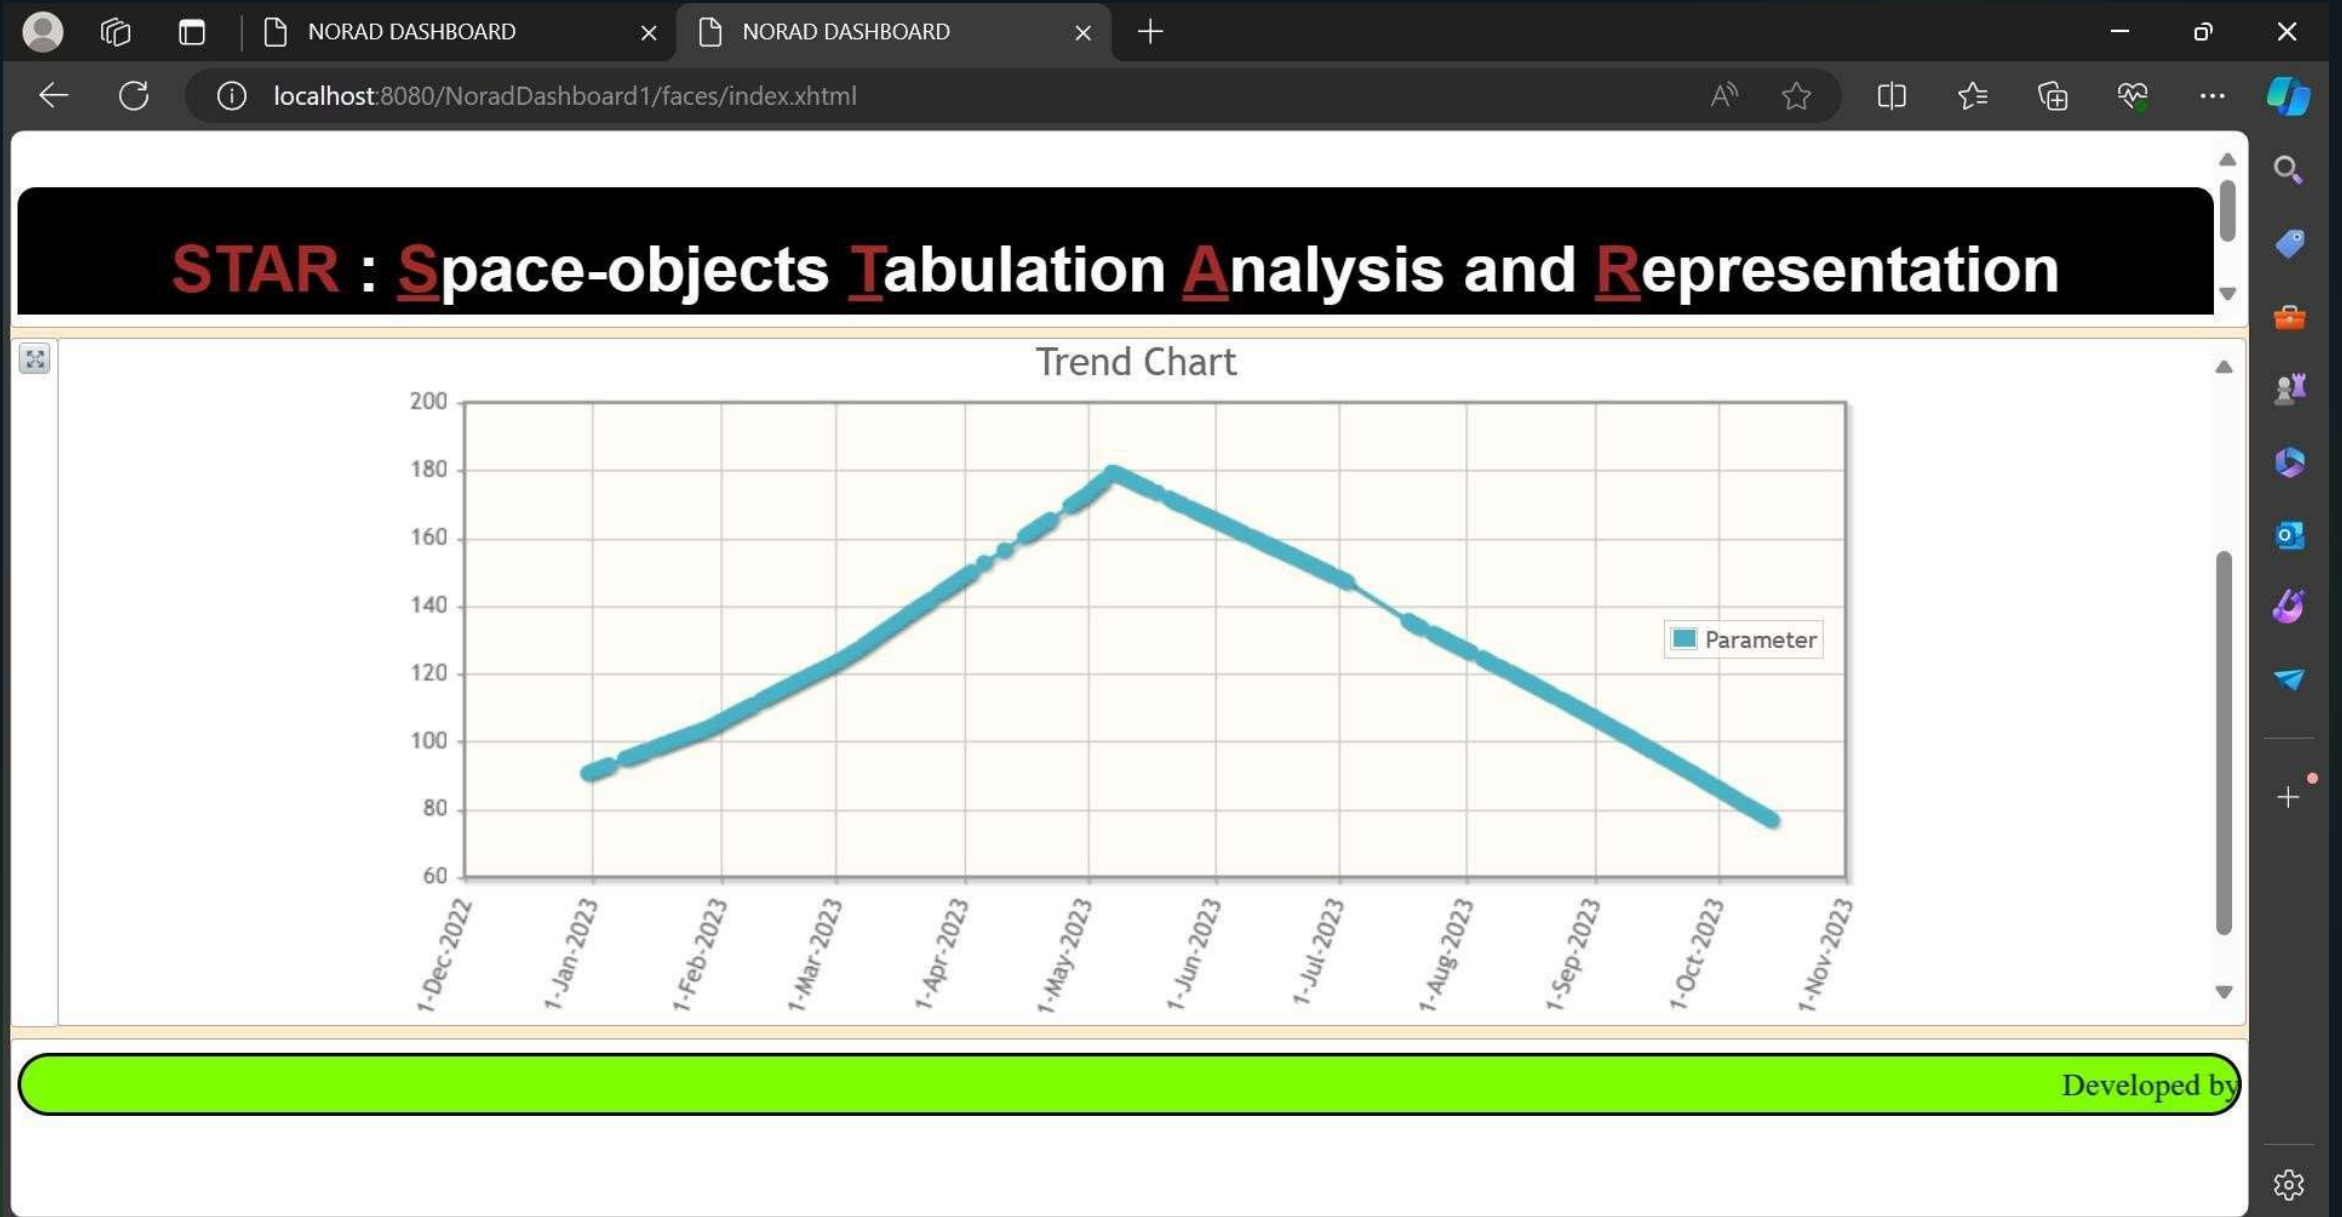 NORAD DASHBOARD
NORAD DASHBOARD
localhost:8080/NoradDashboard1/faces/index.xhtml
STAR : Space-objects Tabulation Analysis and Representation
Trend Chart
200
180
160
140
120
100
80
60
Parameter
1-Dec-2022
1-Jan-2023
1-Feb-2023
1-Mar-2023
1-Apr-2023
1-May-2023
1-Jun-2023
1-Jul-2023
1-Aug-2023
1-Sep-2023
1-Oct-2023
1-Nov-2023
Developed by